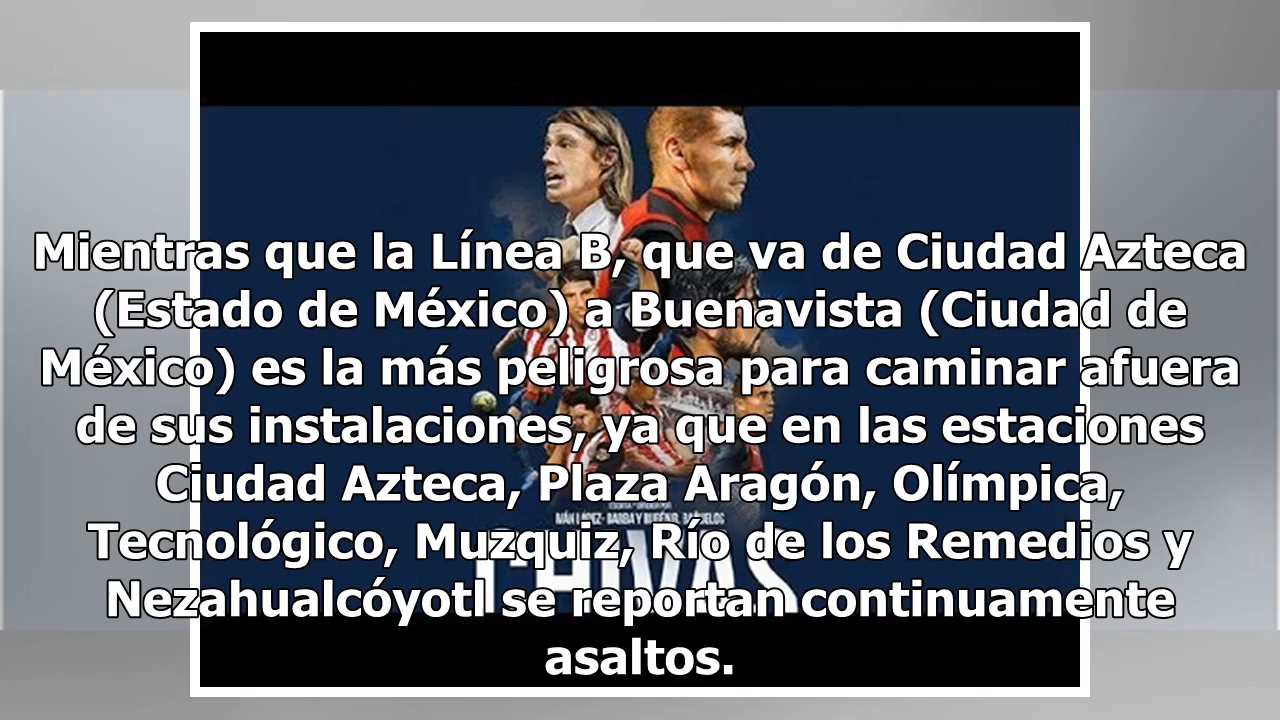 Mientras que la Línea B, que va de Ciudad Azteca
(Estado de México) a Buenavista (Ciudad de
México) es la más peligrosa para caminar afuera
de sus instalaciones, ya que en las estaciones
Ciudad Azteca, Plaza Aragón, Olímpica,
Tecnológico, Muzquiz, Río de los Remedios y
Nezahualcóyotl se reportan continuamente
asaltos.
CHIVAS